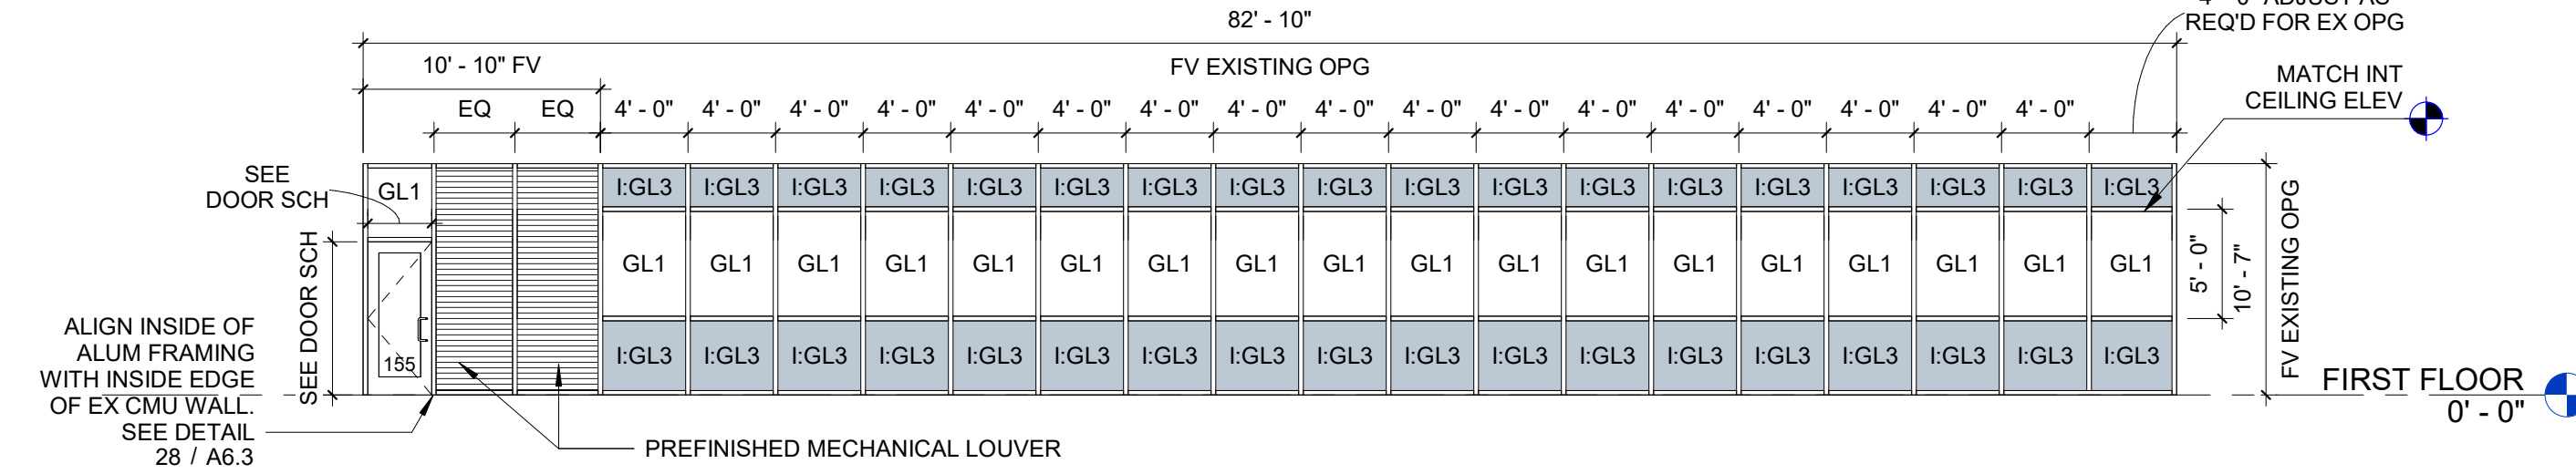 82' - 10"
4' - 0" ADJUST AS
REQ'D FOR EX OPG
10' - 10" FV
FV EXISTING OPG
MATCH INT
CEILING ELEV
EQ EQ 4' - 0" 4' - 0" 4' - 0" 4' - 0" 4' - 0" 4' - 0" 4' - 0" 4' - 0" 4' - 0" 4' - 0" 4' - 0" 4' - 0" 4' - 0" 4' - 0" 4' - 0" 4' - 0" 4' - 0"
SEE
DOOR SCH
GL1
I:GL3 I:GL3 I:GL3 I:GL3 I:GL3 I:GL3 I:GL3 I:GL3 I:GL3 I:GL3 I:GL3 I:GL3 I:GL3 I:GL3 I:GL3 I:GL3 I:GL3 I:GL3
GL1 GL1 GL1 GL1 GL1 GL1 GL1 GL1 GL1 GL1 GL1 GL1 GL1 GL1 GL1 GL1 GL1 GL1
5' - 0"
10' - 7"
FV EXISTING OPG
SEE DOOR SCH
155
I:GL3 I:GL3 I:GL3 I:GL3 I:GL3 I:GL3 I:GL3 I:GL3 I:GL3 I:GL3 I:GL3 I:GL3 I:GL3 I:GL3 I:GL3 I:GL3 I:GL3 I:GL3
ALIGN INSIDE OF
ALUM FRAMING
WITH INSIDE EDGE
OF EX CMU WALL.
SEE DETAIL
28 / A6.3
PREFINISHED MECHANICAL LOUVER
FIRST FLOOR
0' - 0"